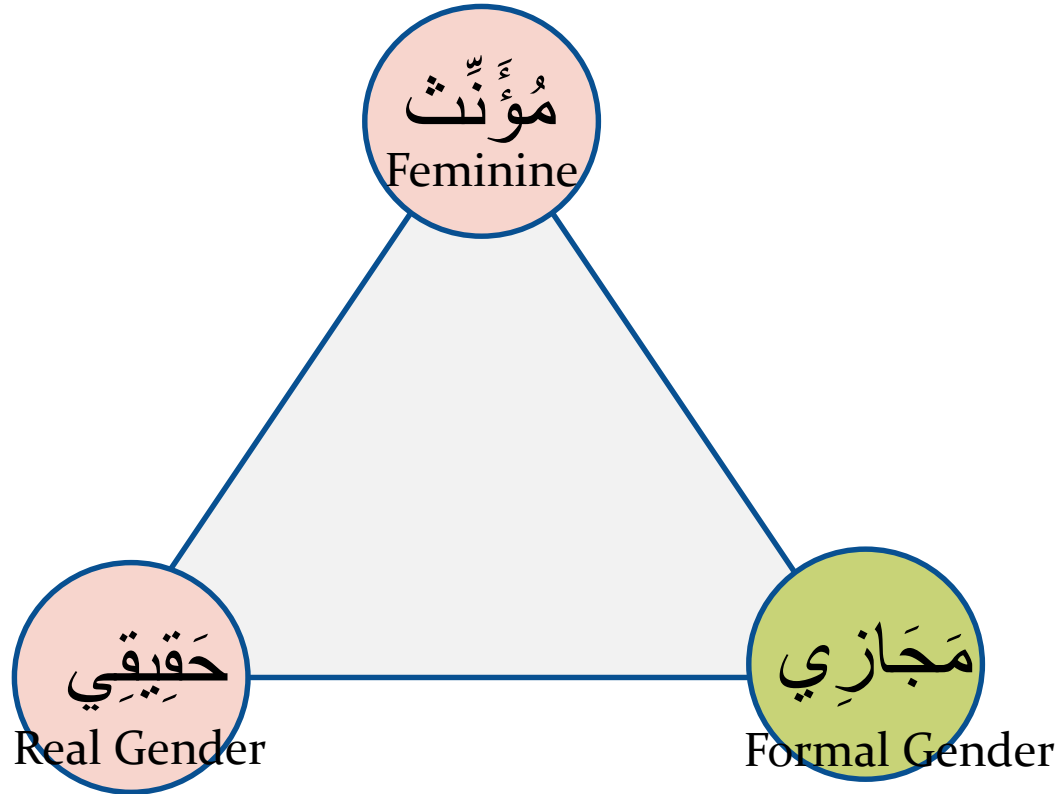 مُؤَنِّث
Feminine
حَقِيقِي
Real Gender
مَجَازِي
Formal Gender